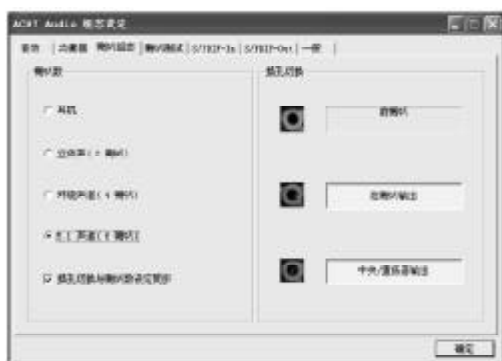 AC97 Audio 组态设定
音效 | 均衡器 | 喇叭组态 | 喇叭测试 | S/PDIF-In | S/PDIF-Out | 一般
喇叭数
耳机
立体声(2 喇叭)
环绕声道(4 喇叭)
5.1 声道(6 喇叭)
插孔切换与喇叭数设定同步
插孔切换
前喇叭
后喇叭输出
中央/重低音输出
确定